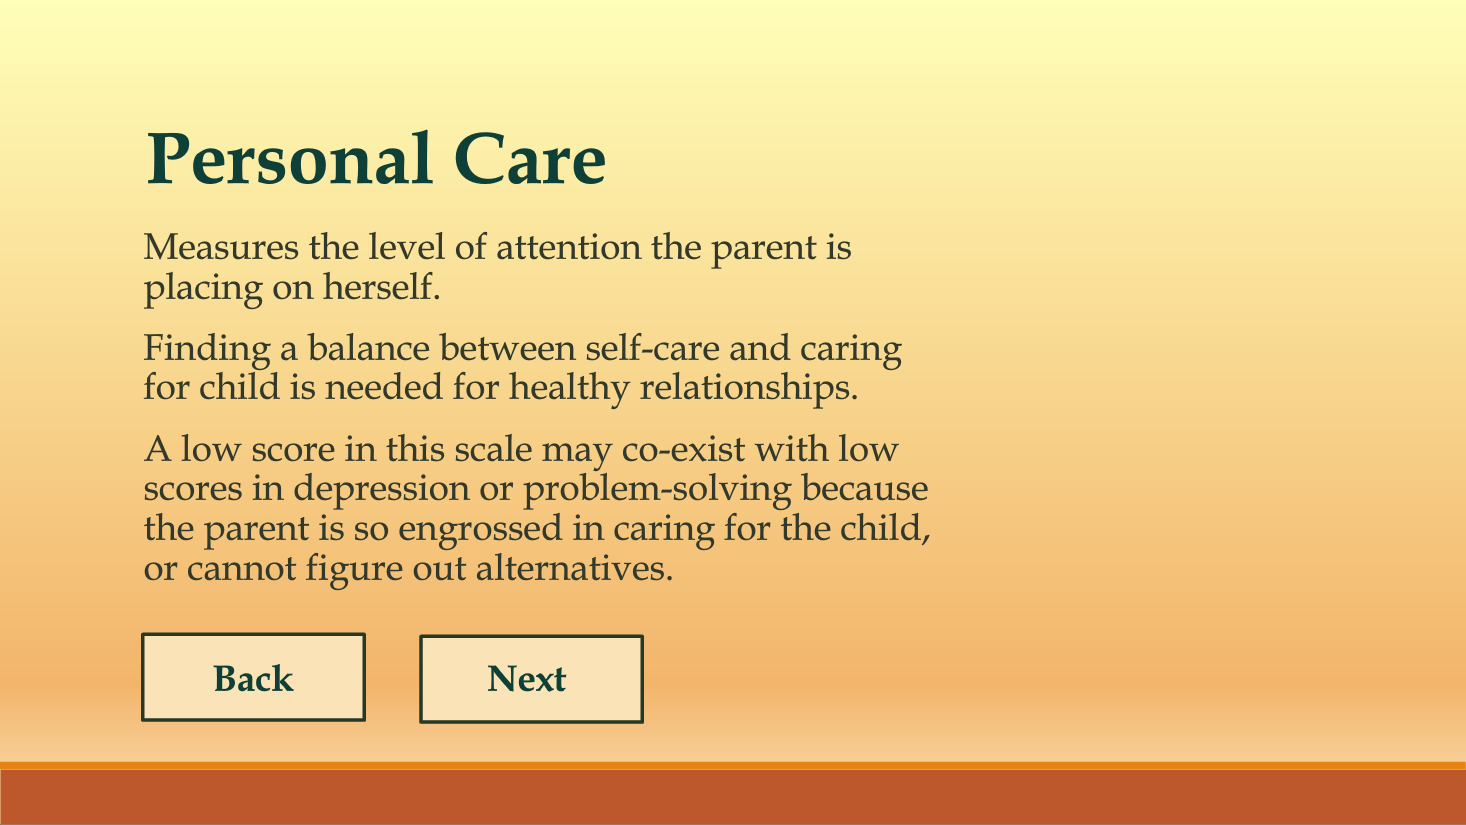 Personal Care
Measures the level of attention the parent is
placing on herself.
Finding a balance between self-care and caring
for child is needed for healthy relationships.
A low score in this scale may co-exist with low
scores in depression or problem-solving because
the parent is so engrossed in caring for the child,
or cannot figure out alternatives.
Back
Next